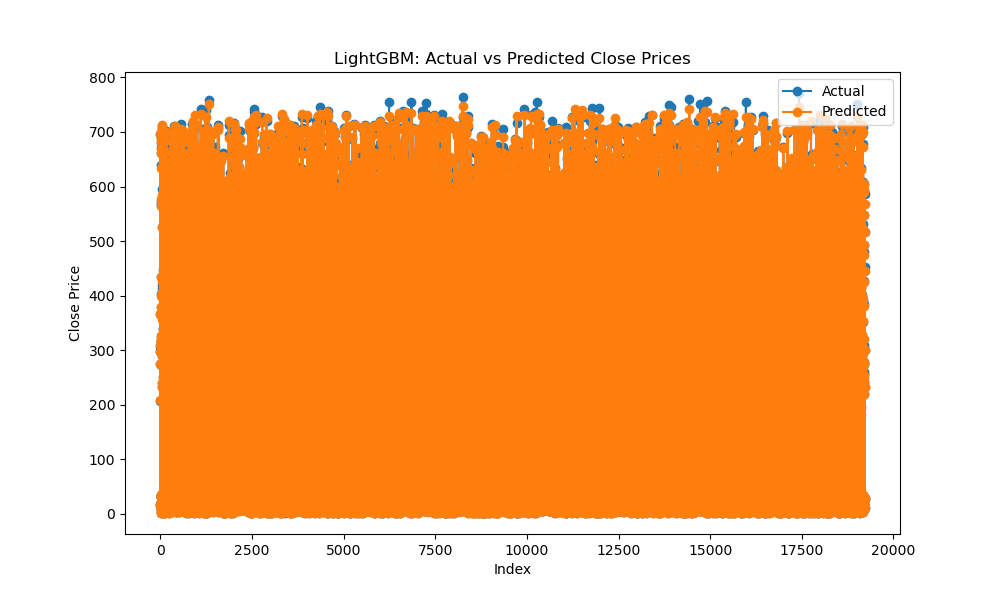 LightGBM: Actual vs Predicted Close Prices
Actual
Predicted
Close Price
800
700
600
500
400
300
200
100
0
0 2500 5000 7500 10000 12500 15000 17500 20000
Index